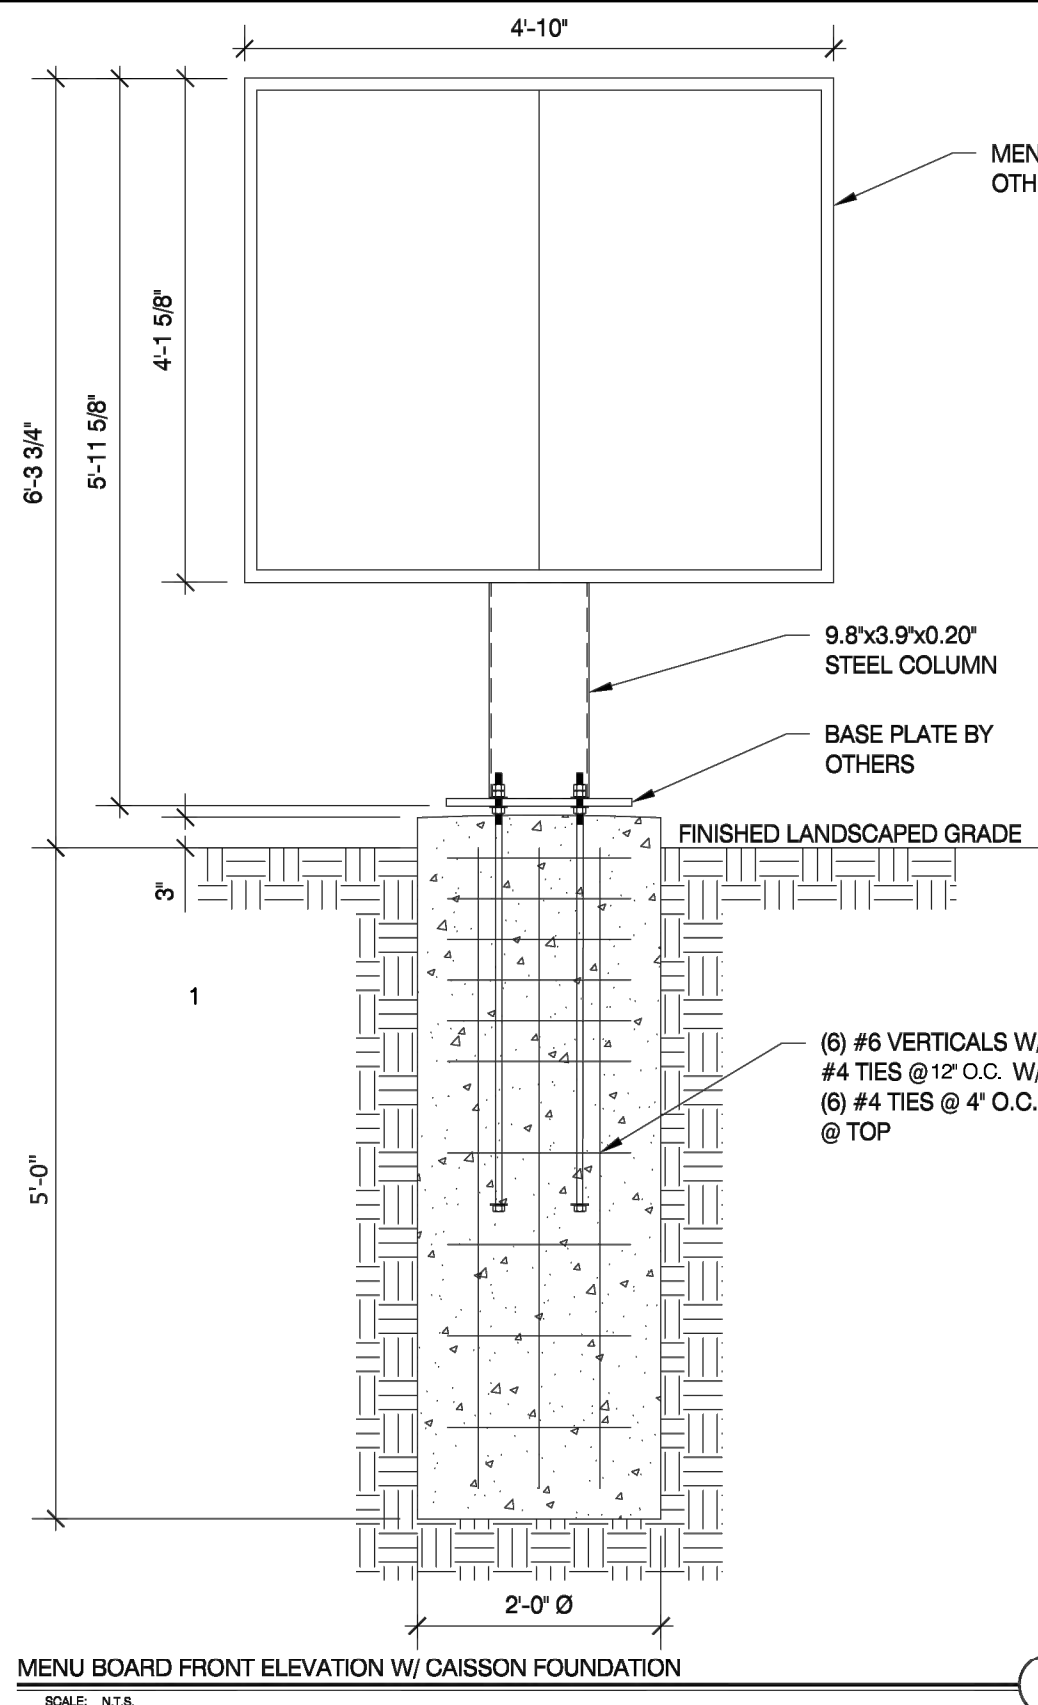 4'-10"
MEN
OTH
4'-1 5/8"
5'-11 5/8"
6'-3 3/4"
9.8"x3.9"x0.20"
STEEL COLUMN
BASE PLATE BY
OTHERS
FINISHED LANDSCAPED GRADE
3"
1
(6) #6 VERTICALS W/
#4 TIES @ 12" O.C. W/
(6) #4 TIES @ 4" O.C.
@ TOP
5'-0"
2'-0" Ø
MENU BOARD FRONT ELEVATION W/ CAISSON FOUNDATION
SCALE: N.T.S.